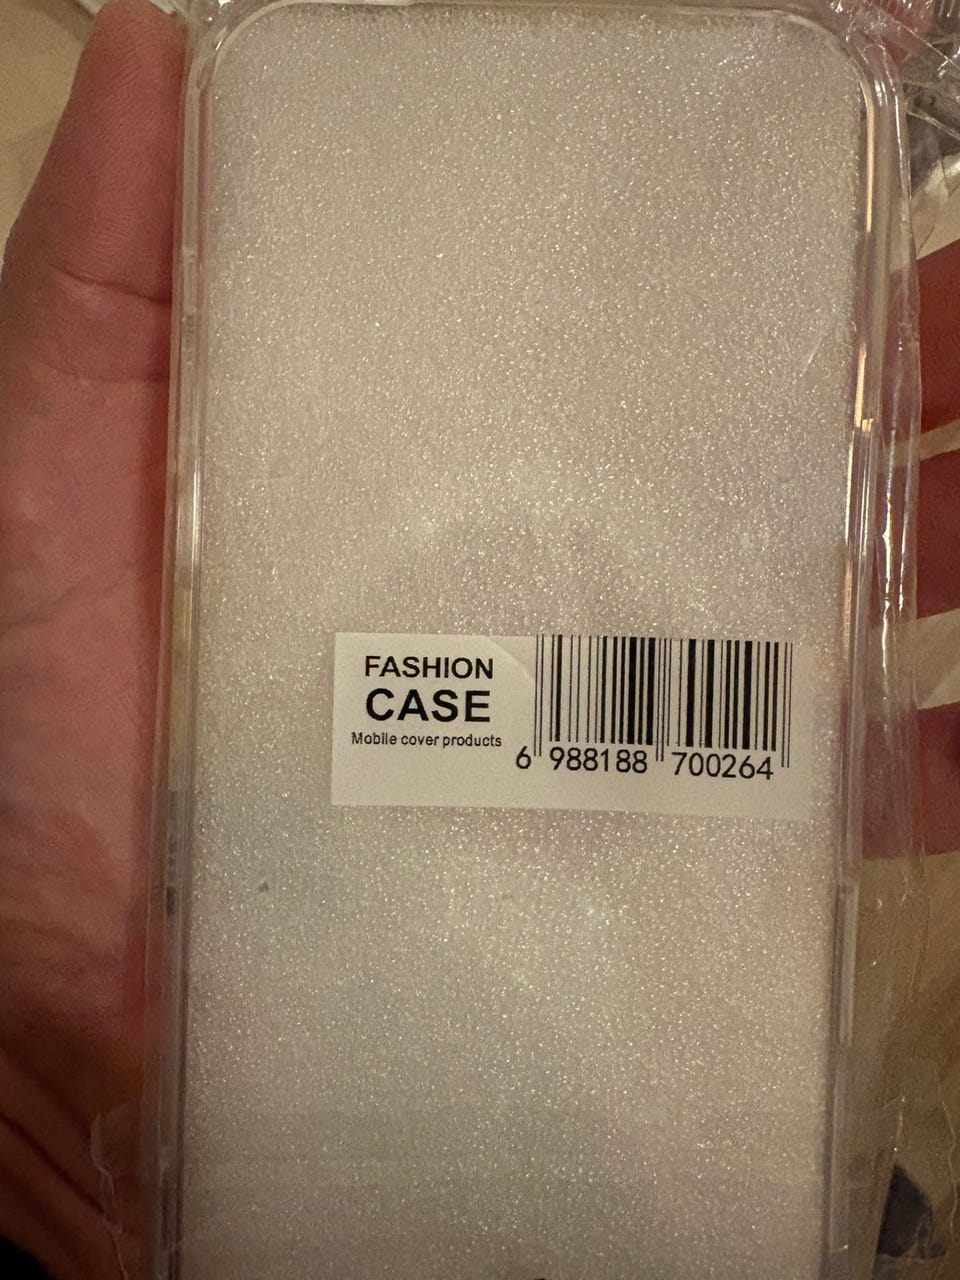 FASHION
CASE
Mobile cover products
6 988188 700264